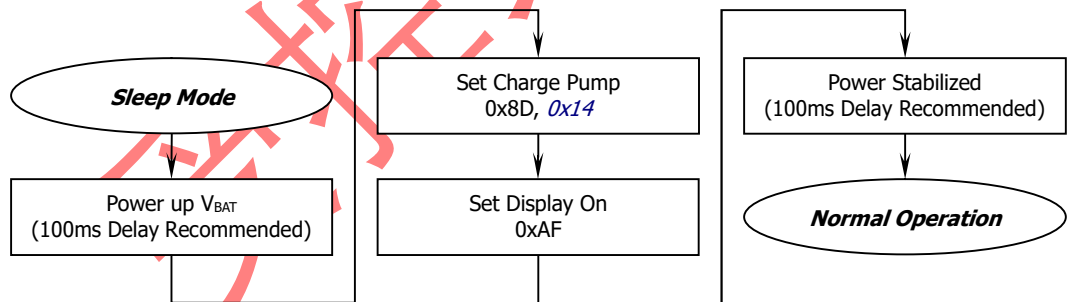 Sleep Mode
Power up VBAT
(100ms Delay Recommended)
Set Charge Pump
0x8D, 0x14
Set Display On
0xAF
Power Stabilized
(100ms Delay Recommended)
Normal Operation